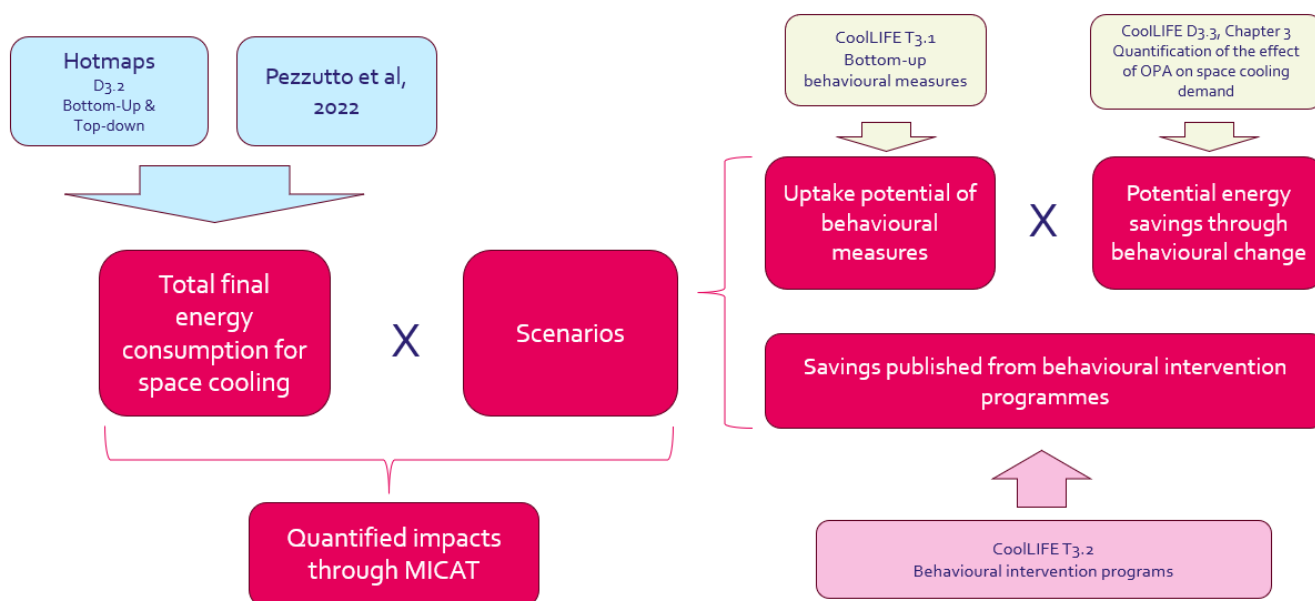 Hotmaps
D3.2
Bottom-Up &
Top-down
Pezzutto et al,
2022
CoolLIFE T3.1
Bottom-up
behavioural measures
CoolLIFE D3.3, Chapter 3
Quantification of the effect
of OPA on space cooling
demand
Total final
energy
consumption for
space cooling
X
Scenarios
Uptake potential of
behavioural
measures
X
Potential energy
savings through
behavioural change
Savings published from behavioural intervention
programmes
Quantified impacts
through MICAT
CoolLIFE T3.2
Behavioural intervention programs